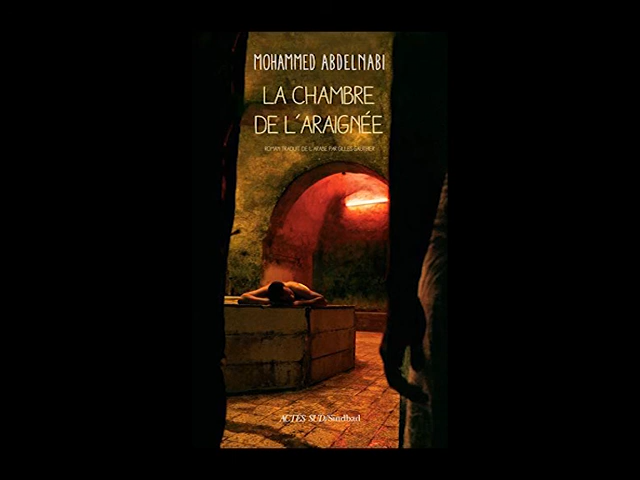 MOHAMMED ABDELNABI
LA CHAMBRE
DE L'ARAIGNÉE
ROMAN TRADUIT DE L'ARABE PAR GILLES GAUTHIER
ACTES SUD/Sindbad